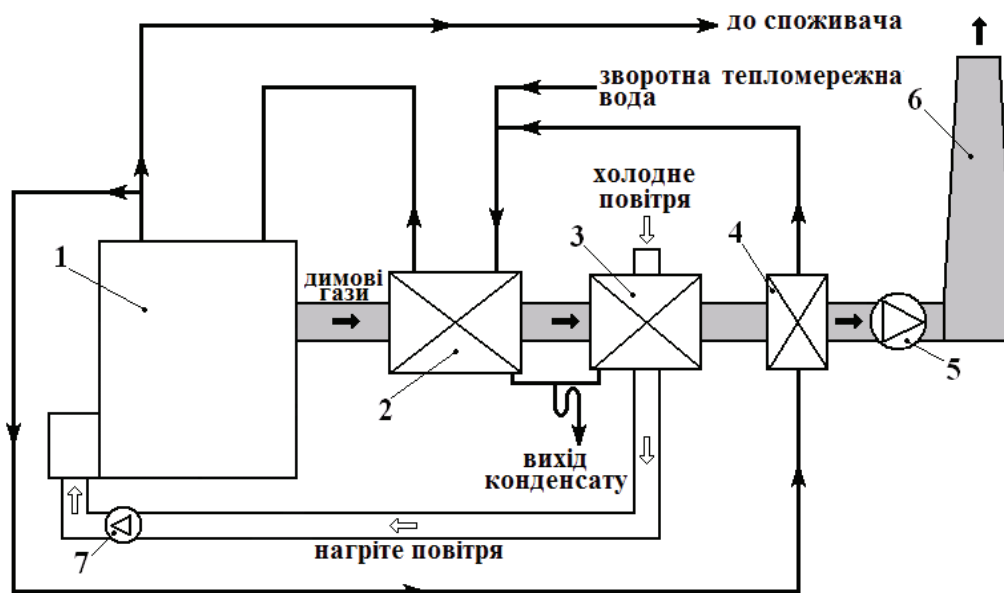 до споживача
зворотна тепломережна
вода
6
холодне
повітря
1
3
4
димові
гази
2
5
вихід
конденсату
7
нагріте повітря